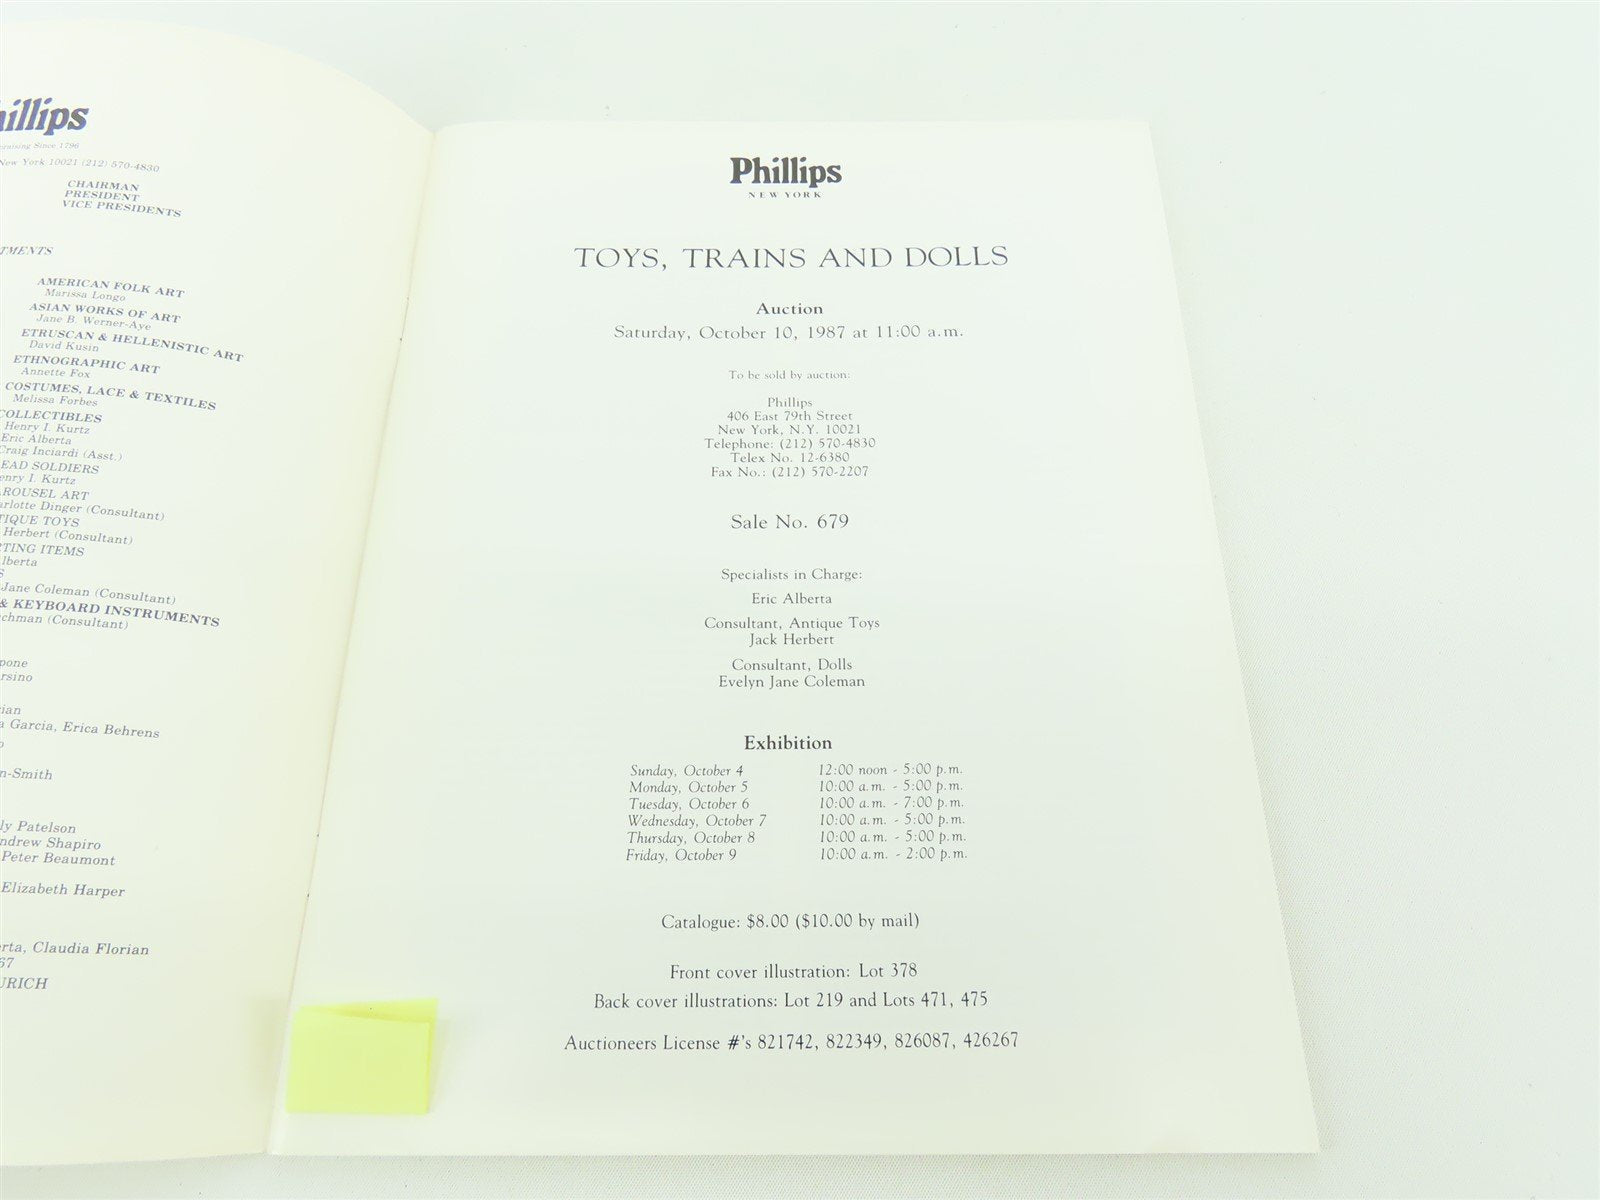 Phillips
Since 1796
New York 10021 (212) 570-4830
CHAIRMAN
PRESIDENT
VICE PRESIDENTS
AMERICAN FOLK ART
Marissa Longo
ASIAN WORKS OF ART
Jane B. Werner-Aye
ETRUSCAN & HELLENISTIC ART
David Kusin
ETHNOGRAPHIC ART
Annette Fox
COSTUMES, LACE & TEXTILES
Melissa Forbes
COLLECTIBLES
Henry I. Kurtz
Eric Alberta
Craig Inciardi (Asst.)
SOLDIERS
I. Kurtz
ART
Dinger (Consultant)
TOYS
Herbert (Consultant)
ITEMS
Jane Coleman (Consultant)
& KEYBOARD INSTRUMENTS
(Consultant)
Garcia, Erica Behrens
Patelson
Shapiro
Peter Beaumont
Elizabeth Harper
Claudia Florian
Phillips
NEW YORK
TOYS, TRAINS AND DOLLS
Auction
Saturday, October 10, 1987 at 11:00 a.m.
To be sold by auction:
Phillips
406 East 79th Street
New York, N.Y. 10021
Telephone: (212) 570-4830
Telex No. 12-6380
Fax No.: (212) 570-2207
Sale No. 679
Specialists in Charge:
Eric Alberta
Consultant, Antique Toys
Jack Herbert
Consultant, Dolls
Evelyn Jane Coleman
Exhibition
Sunday, October 4 12:00 noon - 5:00 p.m.
Monday, October 5 10:00 a.m. - 5:00 p.m.
Tuesday, October 6 10:00 a.m. - 7:00 p.m.
Wednesday, October 7 10:00 a.m. - 5:00 p.m.
Thursday, October 8 10:00 a.m. - 5:00 p.m.
Friday, October 9 10:00 a.m. - 2:00 p.m.
Catalogue: $8.00 ($10.00 by mail)
Front cover illustration: Lot 378
Back cover illustrations: Lot 219 and Lots 471, 475
Auctioneers License #'s 821742, 822349, 826087, 426267